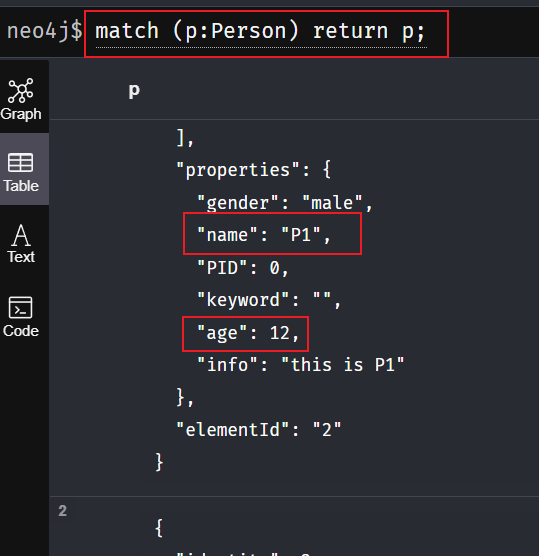 neo4j$ match (p:Person) return p;
p
Graph
Table
Text
Code
],
"properties": {
"gender": "male",
"name": "P1",
"PID": 0,
"keyword": "",
"age": 12,
"info": "this is P1"
},
"elementId": "2"
}
2
{